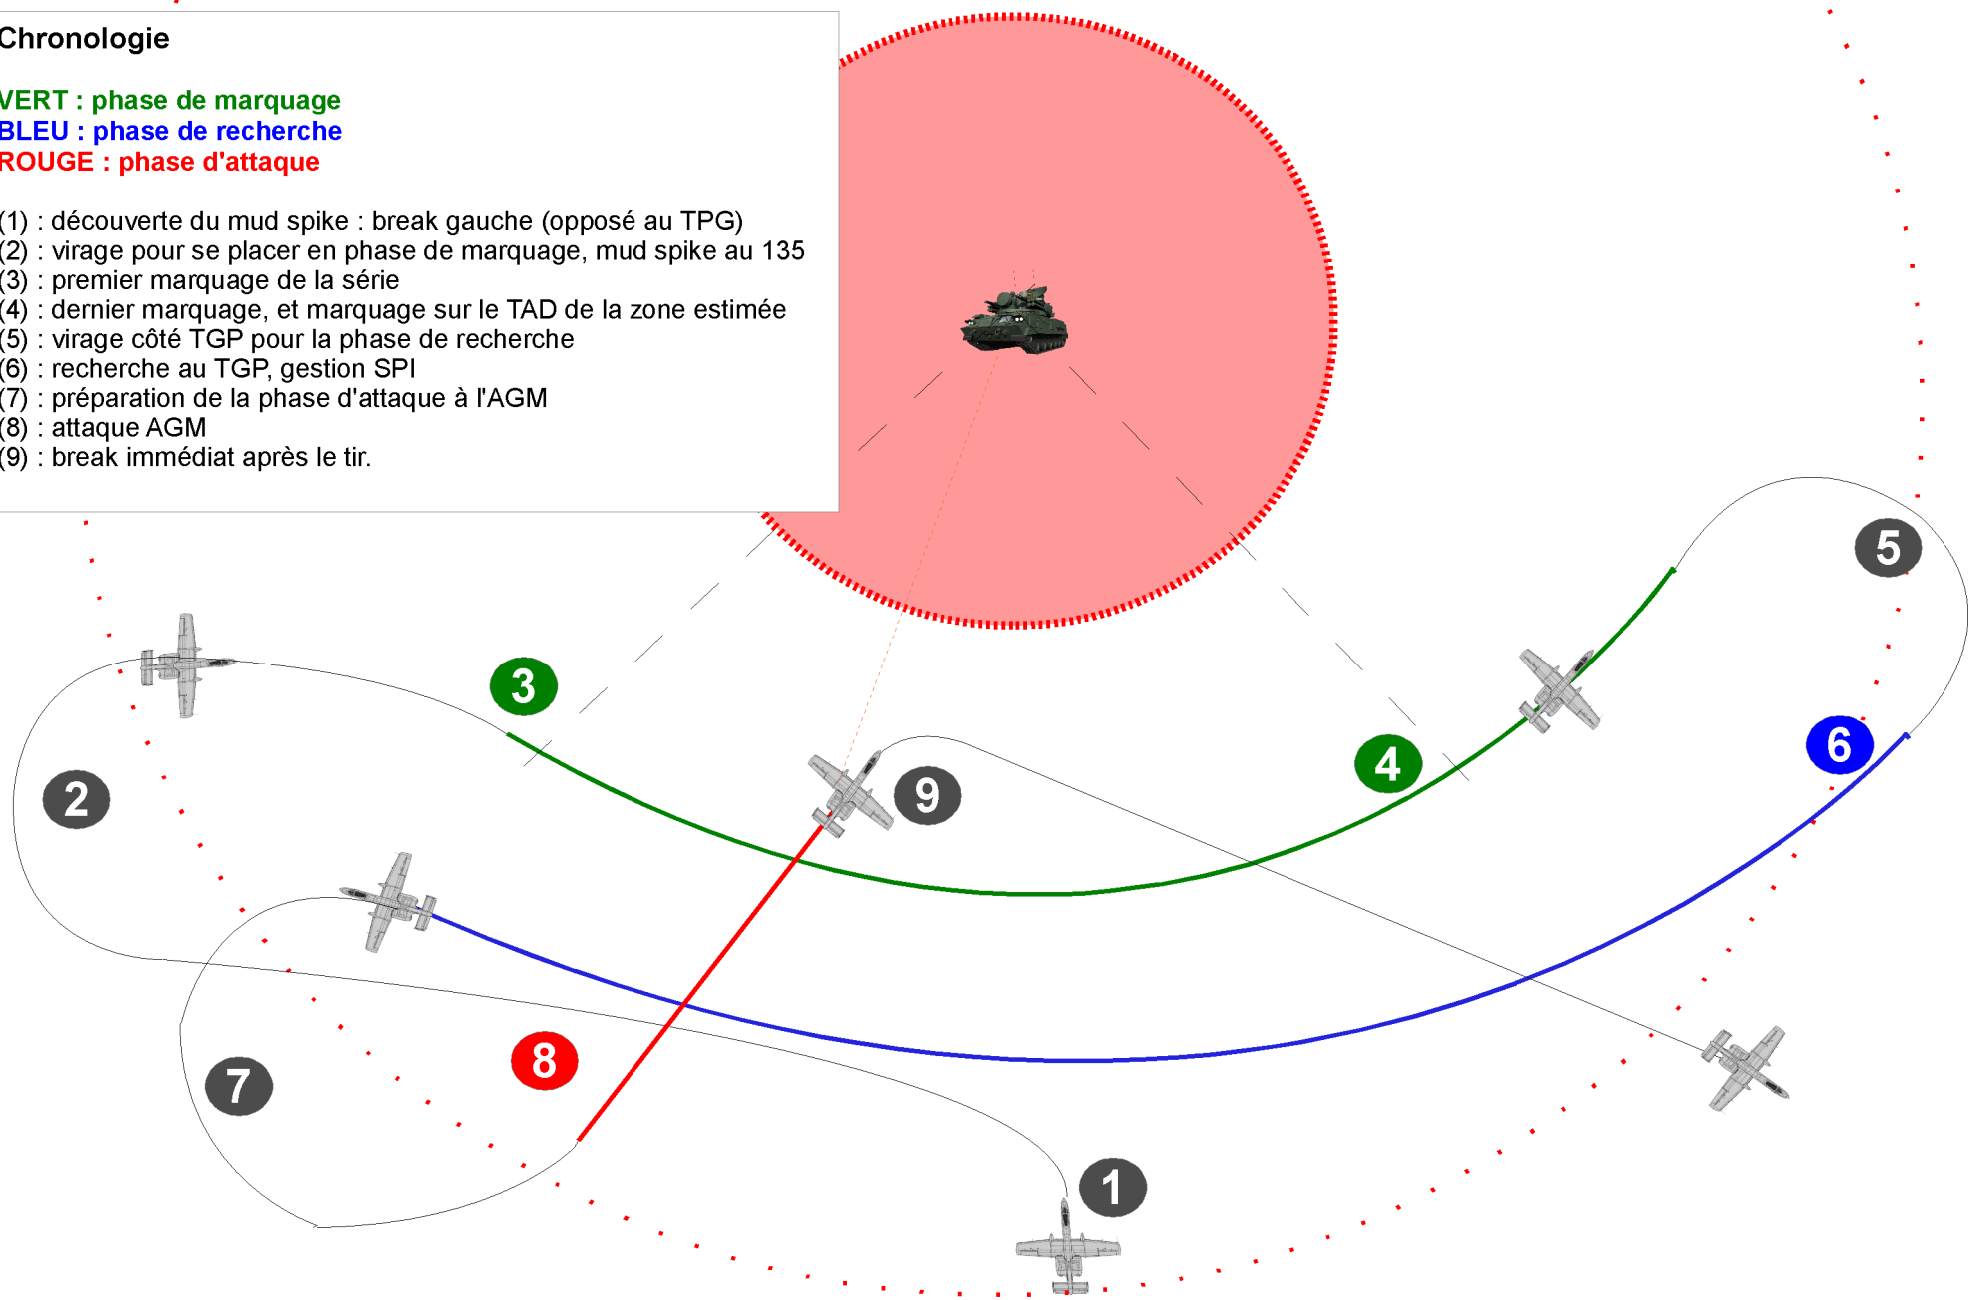 Chronologie
VERT : phase de marquage
BLEU : phase de recherche
ROUGE : phase d'attaque
(1) : découverte du mud spike : break gauche (opposé au TPG)
(2) : virage pour se placer en phase de marquage, mud spike au 135
(3) : premier marquage de la série
(4) : dernier marquage, et marquage sur le TAD de la zone estimée
(5) : virage côté TGP pour la phase de recherche
(6) : recherche au TGP, gestion SPI
(7) : préparation de la phase d'attaque à l'AGM
(8) : attaque AGM
(9) : break immédiat après le tir.
5
3
6
4
2
9
8
7
1